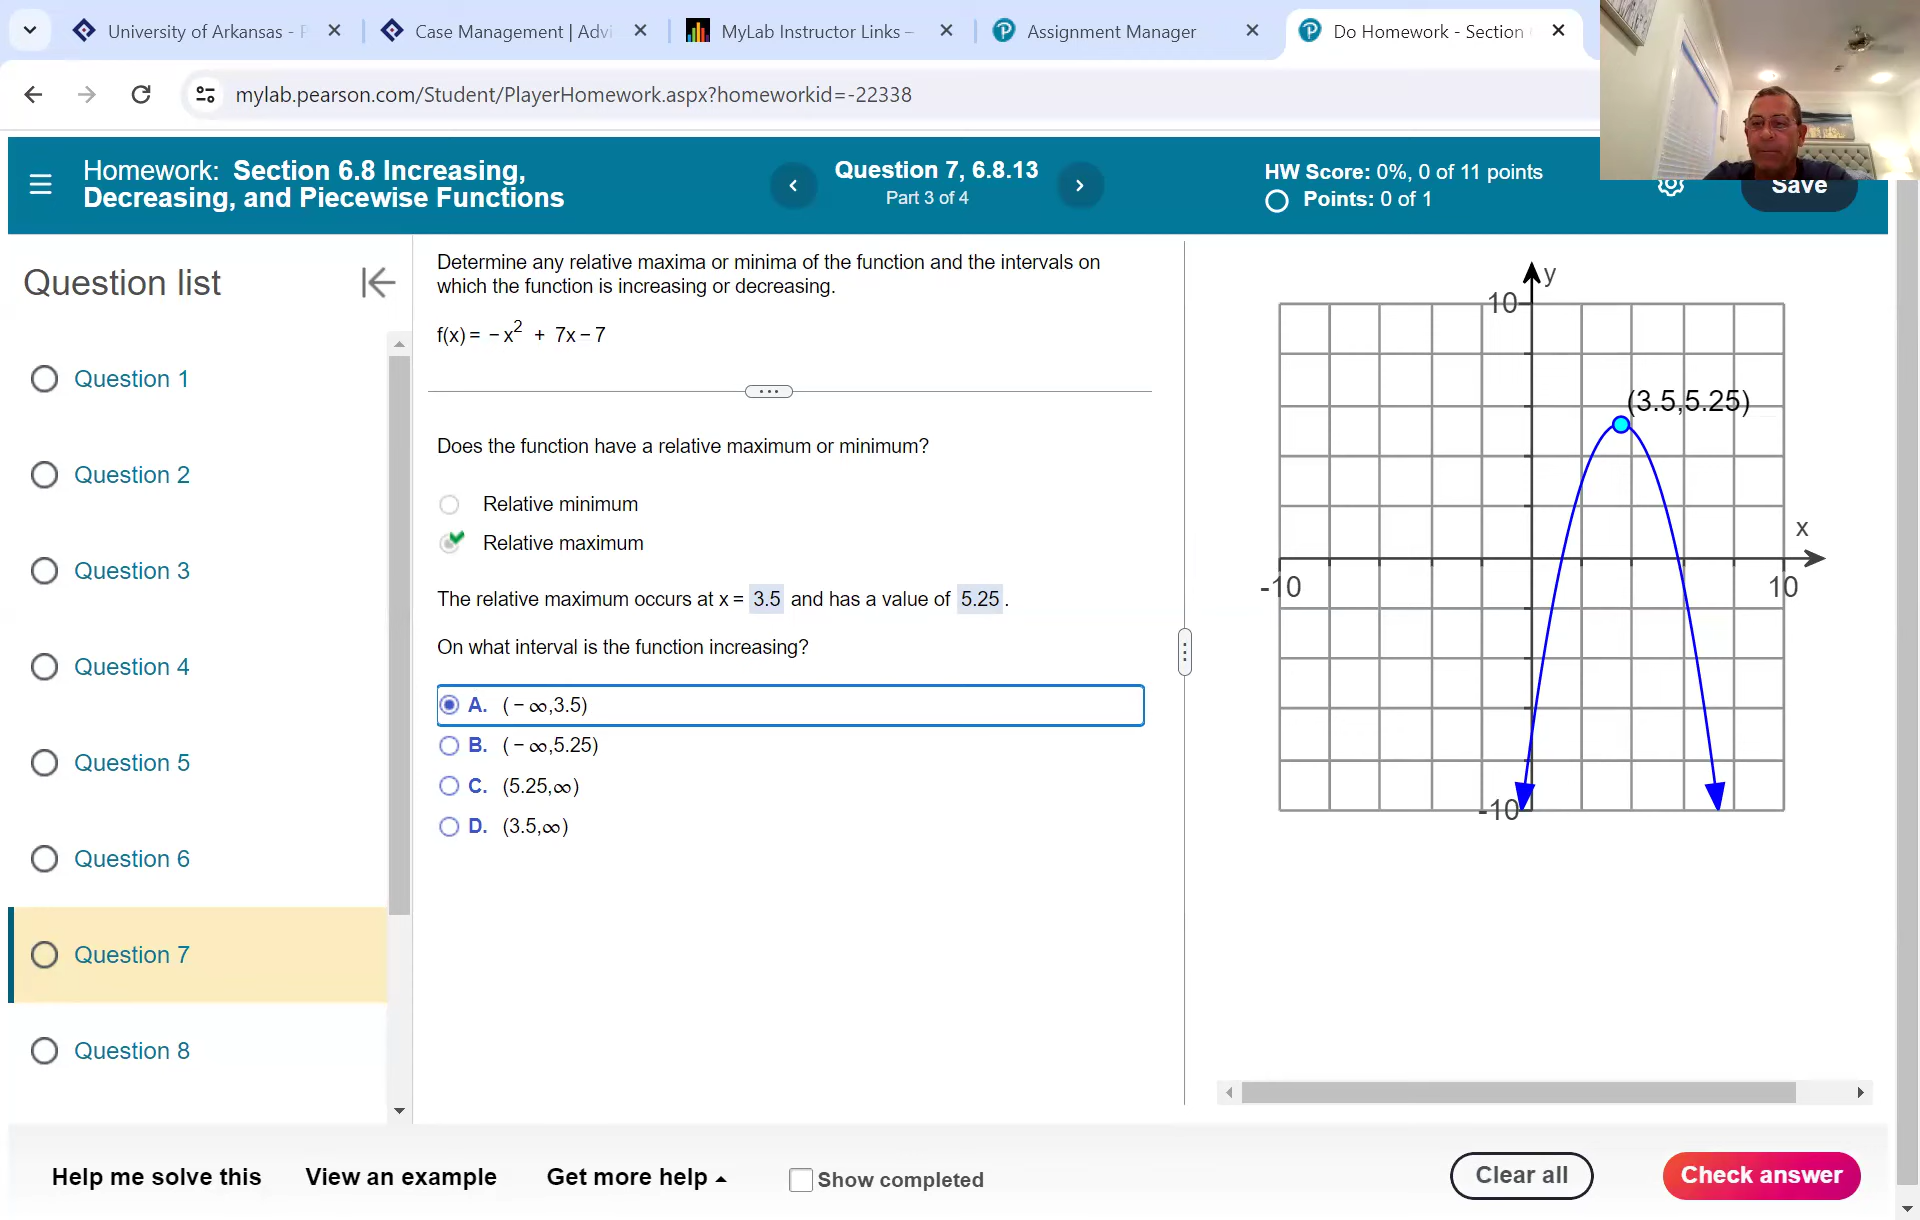 University of Arkansas -
Case Management | Advi
MyLab Instructor Links –
Assignment Manager
Do Homework - Section
mylab.pearson.com/Student/PlayerHomework.aspx?homeworkid=-22338
Homework: Section 6.8 Increasing,
Decreasing, and Piecewise Functions
Question 7, 6.8.13
Part 3 of 4
HW Score: 0%, 0 of 11 points
Points: 0 of 1
Save
Question list
Question 1
Question 2
Question 3
Question 4
Question 5
Question 6
Question 7
Question 8
Determine any relative maxima or minima of the function and the intervals on
which the function is increasing or decreasing.
f(x) = − x² + 7x − 7
Does the function have a relative maximum or minimum?
Relative minimum
Relative maximum
The relative maximum occurs at x = 3.5 and has a value of 5.25.
On what interval is the function increasing?
A. (− ∞,3.5)
B. (− ∞,5.25)
C. (5.25,∞)
D. (3.5,∞)
y
10
(3.5,5.25)
x
-10
10
-10
Help me solve this
View an example
Get more help
Show completed
Clear all
Check answer